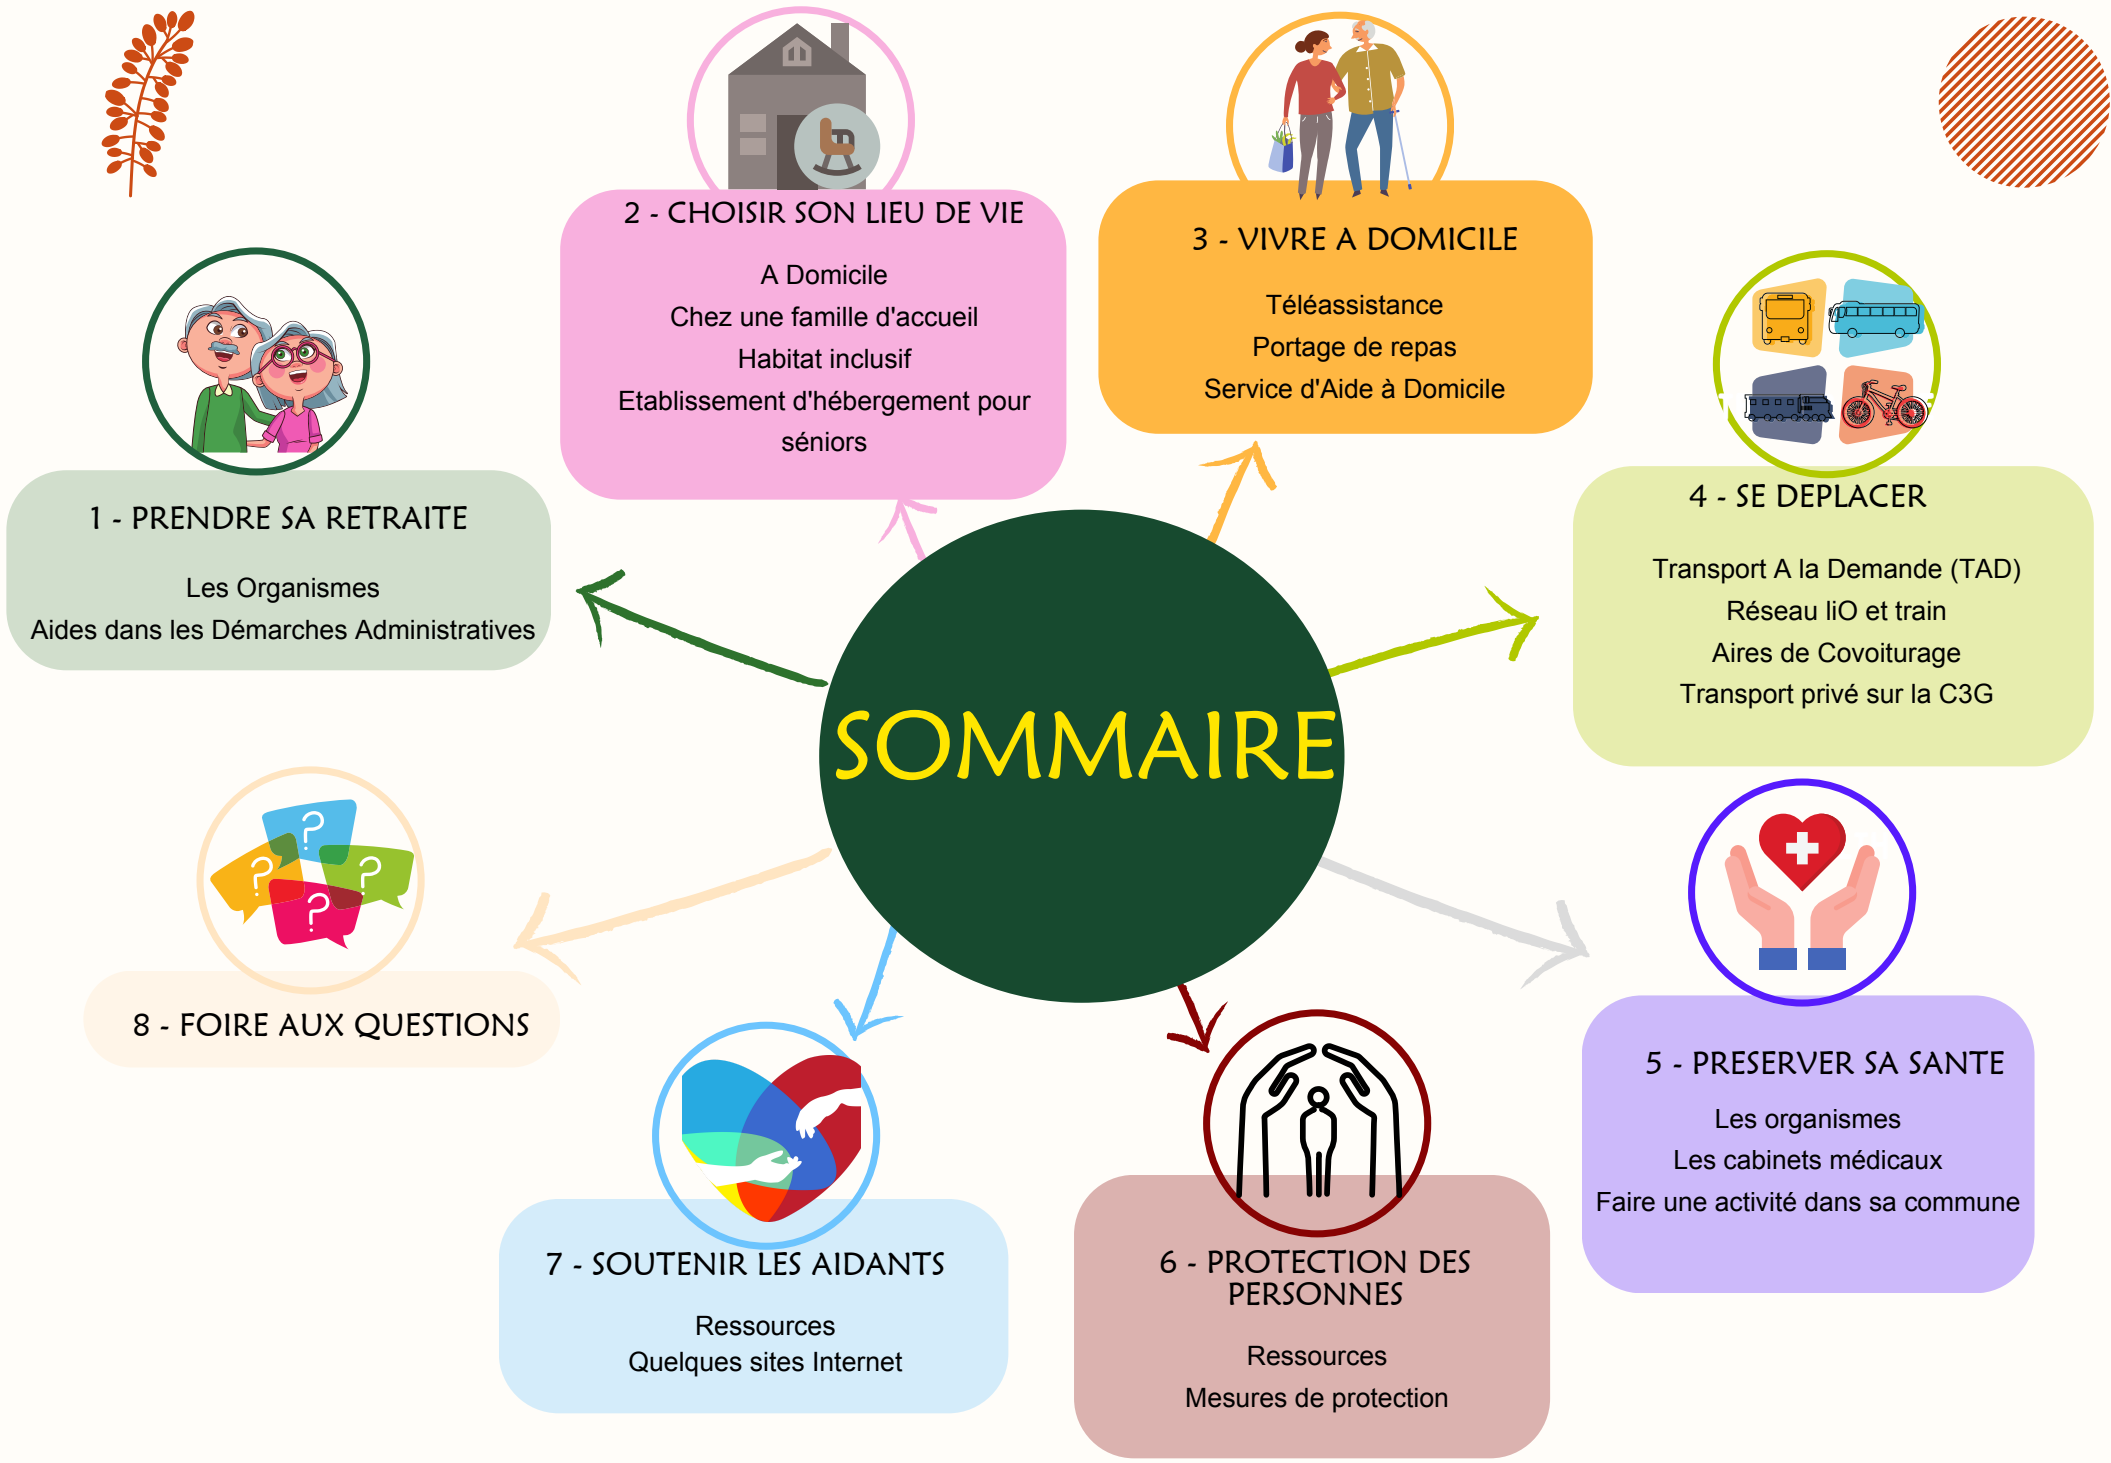 SOMMAIRE
1 - PRENDRE SA RETRAITE
Les Organismes
Aides dans les Démarches Administratives
2 - CHOISIR SON LIEU DE VIE
A Domicile
Chez une famille d'accueil
Habitat inclusif
Etablissement d'hébergement pour
séniors
3 - VIVRE A DOMICILE
Téléassistance
Portage de repas
Service d'Aide à Domicile
4 - SE DEPLACER
Transport A la Demande (TAD)
Réseau liO et train
Aires de Covoiturage
Transport privé sur la C3G
5 - PRESERVER SA SANTE
Les organismes
Les cabinets médicaux
Faire une activité dans sa commune
6 - PROTECTION DES
PERSONNES
Ressources
Mesures de protection
7 - SOUTENIR LES AIDANTS
Ressources
Quelques sites Internet
8 - FOIRE AUX QUESTIONS
?
?
?
?